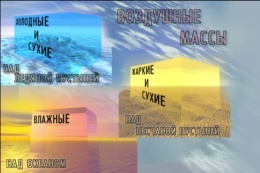 ВОЗДУШНЫЕ
МАССЫ
ХОЛОДНЫЕ
И
СУХИЕ
НАД
ЛЕДЯНОЙ ПУСТЫНЕЙ
ЖАРКИЕ
И
СУХИЕ
НАД
ПЕСЧАНОЙ ПУСТЫНЕЙ
ВЛАЖНЫЕ
НАД ОКЕАНОМ